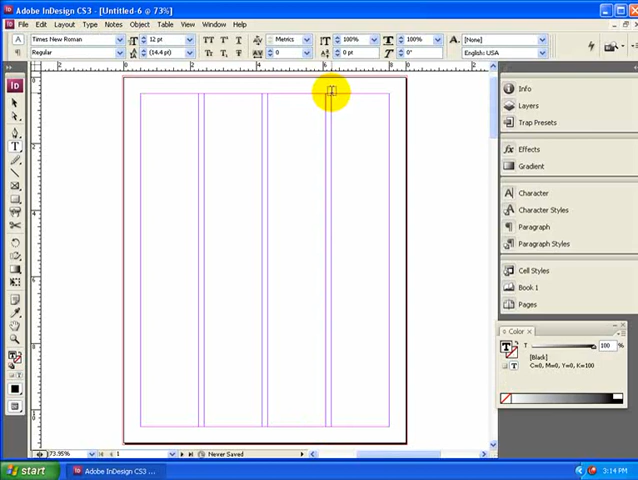 Adobe InDesign CS3 - [Untitled-6 @ 73%]
File Edit Layout Type Notes Object Table View Window Help
Times New Roman 12 pt Metrics 100% 100% [None]
Regular (14.4 pt) 0 0 pt 0° English: USA
Info
Layers
Trap Presets
Effects
Gradient
Character
Character Styles
Paragraph
Paragraph Styles
Cell Styles
Book 1
Pages
Color
T 100 %
[Black]
C=0, M=0, Y=0, K=100
73.95% 1 Never Saved
start Adobe InDesign CS3 ... 3:14 PM